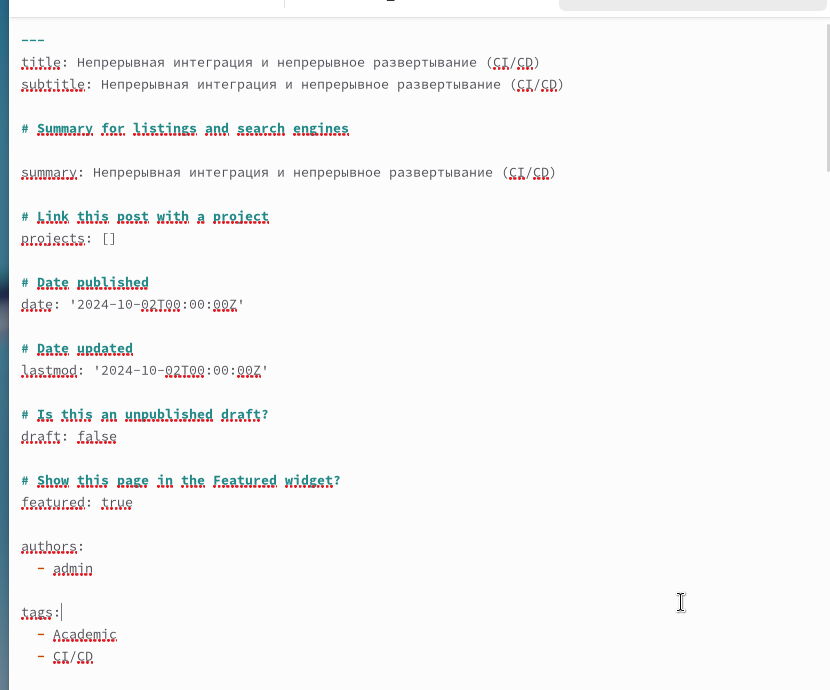 ---
title: Непрерывная интеграция и непрерывное развертывание (CI/CD)
subtitle: Непрерывная интеграция и непрерывное развертывание (CI/CD)
# Summary for listings and search engines
summary: Непрерывная интеграция и непрерывное развертывание (CI/CD)
# Link this post with a project
projects: []
# Date published
date: '2024-10-02T00:00:00Z'
# Date updated
lastmod: '2024-10-02T00:00:00Z'
# Is this an unpublished draft?
draft: false
# Show this page in the Featured widget?
featured: true
authors:
  - admin
tags:
  - Academic
  - CI/CD